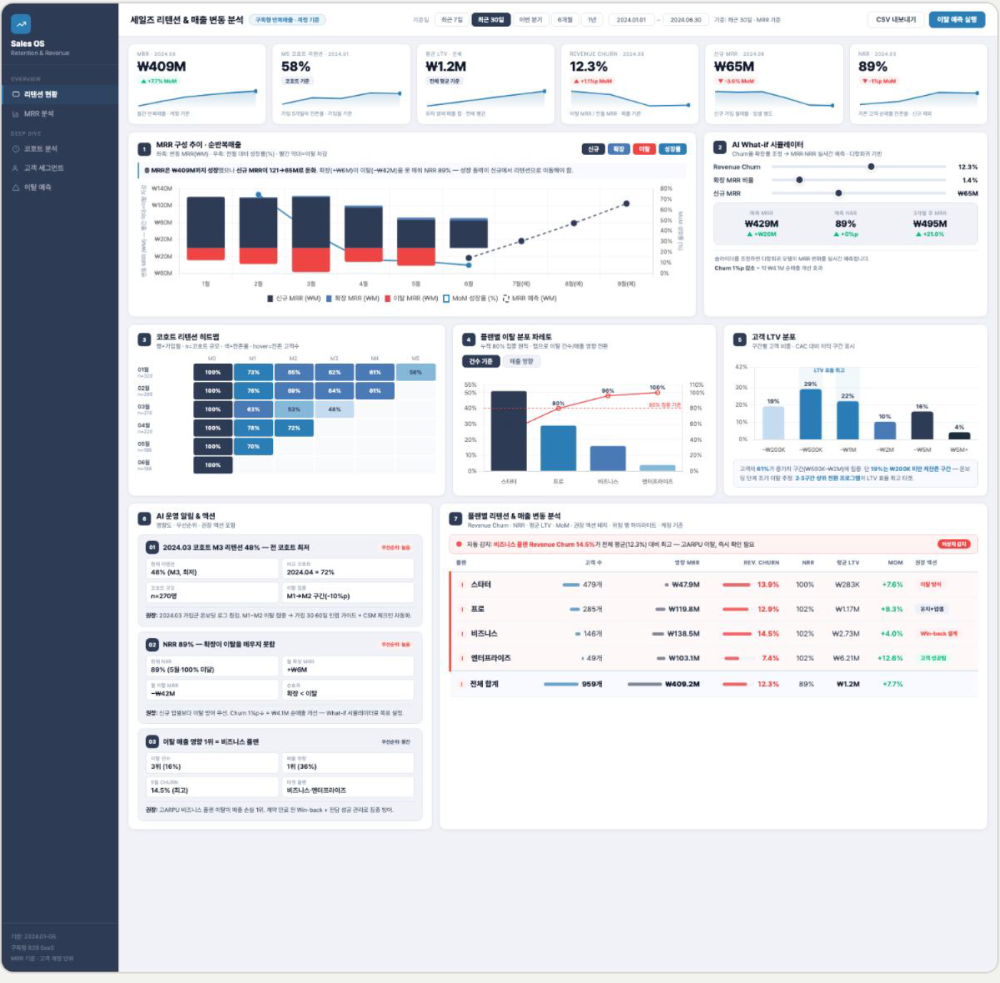 Sales OS
Retention & Revenue
OVERVIEW
리텐션 현황
MRR 분석
DEEP DIVE
코호트 분석
고객 세그먼트
이탈 예측
기준: 2024.01-06
구독형 B2B SaaS
MRR 기준 · 고객 계정 단위
세일즈 리텐션 & 매출 변동 분석
구독형 반복매출 · 계정 기준
기준일
최근 7일
최근 30일
이번 분기
6개월
1년
2024.01.01
~
2024.06.30
기준: 최근 30일 · MRR 기준
CSV 내보내기
이탈 예측 실행
MRR · 2024.06
₩409M
▲ +7.7% MoM
월간 반복매출 · 계정 기준
M5 코호트 리텐션 · 2024.01
58%
코호트 기준
가입 5개월차 잔존율 · 가입월 기준
평균 LTV · 전체
₩1.2M
전체 평균 기준
유저 생애 매출 합 · 전체 평균
REVENUE CHURN · 2024.05
12.3%
▲ +1.1%p MoM
이탈 MRR / 전월 MRR · 매출 기준
신규 MRR · 2024.06
₩65M
▼ -3.0% MoM
신규 가입 월매출 · 업셀 별도
NRR · 2024.05
89%
▼ -1%p MoM
기존 고객 순매출 잔존율 · 신규 제외
1
MRR 구성 추이 · 순반복매출
좌측: 변동 MRR(₩M) · 우측: 전월 대비 성장률(%) · 빨간 막대=이탈 차감
신규
확장
이탈
성장률
총 MRR은 ₩409M까지 성장했으나 신규 MRR이 121→65M로 둔화. 확장(+₩6M)이 이탈(−₩42M)을 못 메워 NRR 89% — 성장 동력이 신규에서 리텐션으로 이동해야 함.
₩140M
₩100M
₩60M
₩20M
₩20M
₩60M
80%
70%
60%
50%
40%
30%
20%
10%
0%
MoM 성장률 (%)
1월
2월
3월
4월
5월
6월
7월(예)
8월(예)
9월(예)
신규 MRR (₩M)
확장 MRR (₩M)
이탈 MRR (₩M)
MoM 성장률 (%)
MRR 예측 (₩M)
2
AI What-if 시뮬레이터
Churn율·확장률 조정 → MRR·NRR 실시간 예측 · 다항회귀 기반
Revenue Churn
12.3%
확장 MRR 비율
1.4%
신규 MRR
₩65M
예측 MRR
₩429M
▲ +₩20M
예측 NRR
89%
▲ +0%p
3개월 후 MRR
₩495M
▲ +21.0%
슬라이더를 조정하면 다항회귀 모델이 MRR 변화를 실시간 예측합니다.
Churn 1%p 감소 = 약 ₩4.1M 순매출 개선 효과
3
코호트 리텐션 히트맵
행=가입월 · n=코호트 규모 · 색=잔존율 · hover=잔존 고객수
M0
M1
M2
M3
M4
M5
01월
n=320
100%
73%
65%
62%
61%
58%
02월
n=295
100%
76%
69%
64%
61%
03월
n=270
100%
63%
53%
48%
04월
n=220
100%
78%
72%
05월
n=195
100%
70%
06월
n=168
100%
4
플랜별 이탈 분포 파레토
누적 80% 집중 원칙 · 탭으로 이탈 건수/매출 영향 전환
건수 기준
매출 영향
55%
50%
40%
30%
20%
10%
0%
110%
100%
80%
60%
40%
20%
0%
80%
96%
100%
80% 집중 기준
스타터
프로
비즈니스
엔터프라이즈
5
고객 LTV 분포
구간별 고객 비중 · CAC 대비 이익 구간 표시
42%
30%
20%
10%
0%
LTV 효율 최고
19%
29%
22%
10%
16%
4%
~₩200K
~₩500K
~₩1M
~₩2M
~₩5M
₩5M+
고객의 61%가 중가치 구간(₩500K–₩2M)에 집중. 단 19%는 ₩200K 미만 저잔존 구간 — 온보
딩 단계 조기 이탈 추정. 2·3구간 상위 전환 프로그램이 LTV 효율 최고 타겟.
6
AI 운영 알림 & 액션
영향도 · 우선순위 · 권장 액션 포함
01
2024.03 코호트 M3 리텐션 48% — 전 코호트 최저
우선순위: 높음
현재 리텐션
48% (M3, 최저)
비교 코호트
2024.04 = 72%
코호트 규모
n=270명
이탈 집중
M1→M2 구간(-10%p)
권장: 2024.03 가입군 온보딩 로그 점검. M1~M2 이탈 집중 → 가입 30·60일 인앱 가이드 + CSM 체크인 자동화.
02
NRR 89% — 확장이 이탈을 메우지 못함
우선순위: 높음
현재 NRR
89% (5월·100% 미달)
월 확장 MRR
+₩6M
월 이탈 MRR
−₩42M
순효과
확장 < 이탈
권장: 신규 업셀보다 이탈 방어 우선. Churn 1%p↓ = ₩4.1M 순매출 개선 — What-if 시뮬레이터로 목표 설정.
03
이탈 매출 영향 1위 = 비즈니스 플랜
우선순위: 중간
이탈 건수
3위 (16%)
매출 영향
1위 (36%)
5월 CHURN
14.5% (최고)
타겟 플랜
비즈니스·엔터프라이즈
권장: 고ARPU 비즈니스 플랜 이탈이 매출 손실 1위. 계약 만료 전 Win-back + 전담 성공 관리로 집중 방어.
7
플랜별 리텐션 & 매출 변동 분석
Revenue Churn · NRR · 평균 LTV · MoM · 권장 액션 배지 · 위험 행 하이라이트 · 계정 기준
자동 감지: 비즈니스 플랜 Revenue Churn 14.5%가 전체 평균(12.3%) 대비 최고 — 고ARPU 이탈, 즉시 확인 필요
이상치 감지
플랜
고객 수
영향 MRR
REV. CHURN
NRR
평균 LTV
MOM
권장 액션
! 스타터
479개
₩47.9M
13.9%
100%
₩283K
+7.6%
이탈 방어
! 프로
285개
₩119.8M
12.9%
102%
₩1.17M
+8.3%
유지+업셀
! 비즈니스
146개
₩138.5M
14.5%
102%
₩2.73M
+4.0%
Win-back 설계
! 엔터프라이즈
49개
₩103.1M
7.4%
102%
₩6.21M
+12.6%
고객 성공팀
! 전체 합계
959개
₩409.2M
12.3%
89%
₩1.2M
+7.7%